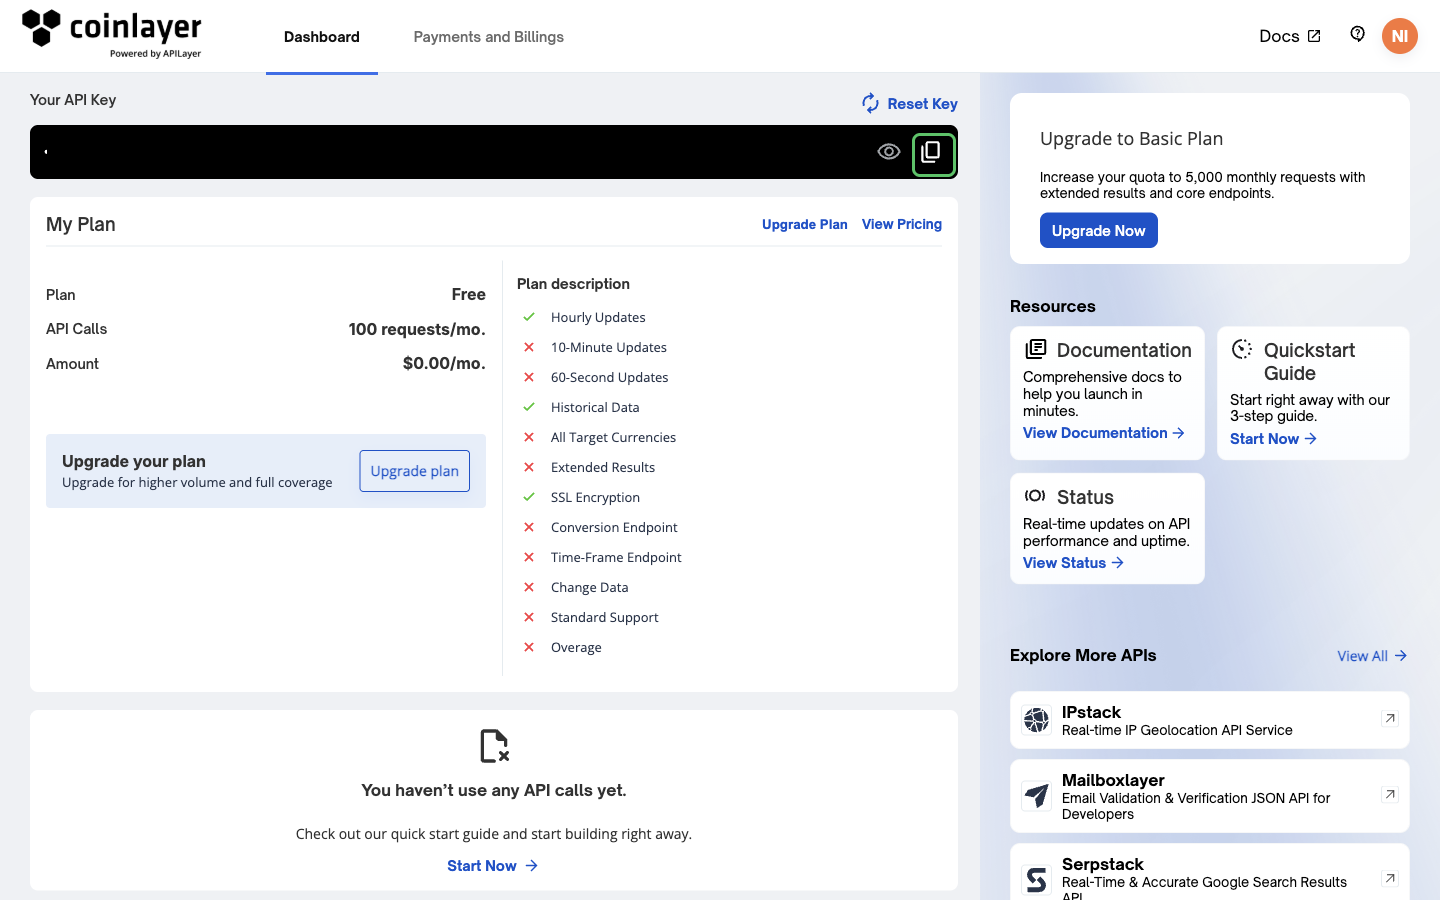 coinlayer
Powered by APILayer
Dashboard
Payments and Billings
Docs
NI
Your API Key
Reset Key
My Plan
Upgrade Plan
View Pricing
Plan
Free
API Calls
100 requests/mo.
Amount
$0.00/mo.
Upgrade your plan
Upgrade for higher volume and full coverage
Upgrade plan
Plan description
Hourly Updates
10-Minute Updates
60-Second Updates
Historical Data
All Target Currencies
Extended Results
SSL Encryption
Conversion Endpoint
Time-Frame Endpoint
Change Data
Standard Support
Overage
You haven’t use any API calls yet.
Check out our quick start guide and start building right away.
Start Now
Upgrade to Basic Plan
Increase your quota to 5,000 monthly requests with
extended results and core endpoints.
Upgrade Now
Resources
Documentation
Comprehensive docs to
help you launch in
minutes.
View Documentation
Quickstart
Guide
Start right away with our
3-step guide.
Start Now
Status
Real-time updates on API
performance and uptime.
View Status
Explore More APIs
View All
IPstack
Real-time IP Geolocation API Service
Mailboxlayer
Email Validation & Verification JSON API for
Developers
Serpstack
Real-Time & Accurate Google Search Results
API